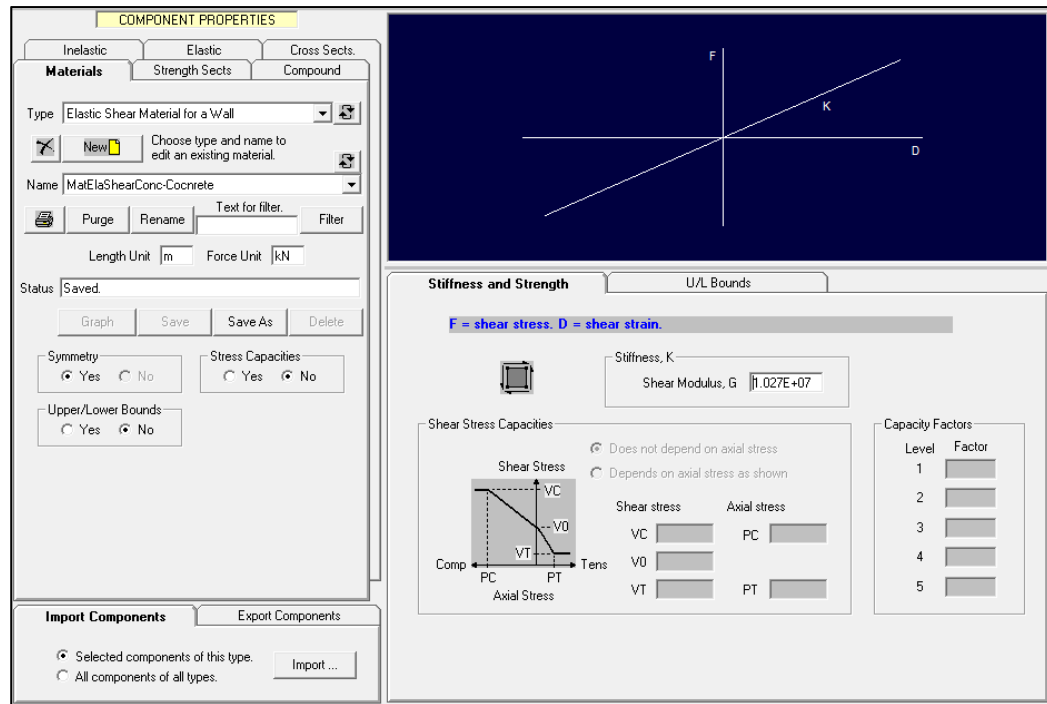 COMPONENT PROPERTIES
Inelastic Elastic Cross Sects.
Materials Strength Sects Compound
Type Elastic Shear Material for a Wall
New Choose type and name to
edit an existing material.
Name MatElaShearConc-Cocnrete
Purge Rename Text for filter. Filter
Length Unit m Force Unit kN
Status Saved.
Graph Save Save As Delete
Symmetry
Yes No
Stress Capacities
Yes No
Upper/Lower Bounds
Yes No
Import Components Export Components
Selected components of this type.
All components of all types.
Import ...
F
K
D
Stiffness and Strength U/L Bounds
F = shear stress. D = shear strain.
Stiffness, K
Shear Modulus, G 1.027E+07
Shear Stress Capacities
Does not depend on axial stress
Depends on axial stress as shown
Shear Stress
VC
V0
VT
Comp Tens
PC PT
Axial Stress
Shear stress Axial stress
VC PC
V0
VT PT
Capacity Factors
Level Factor
1
2
3
4
5